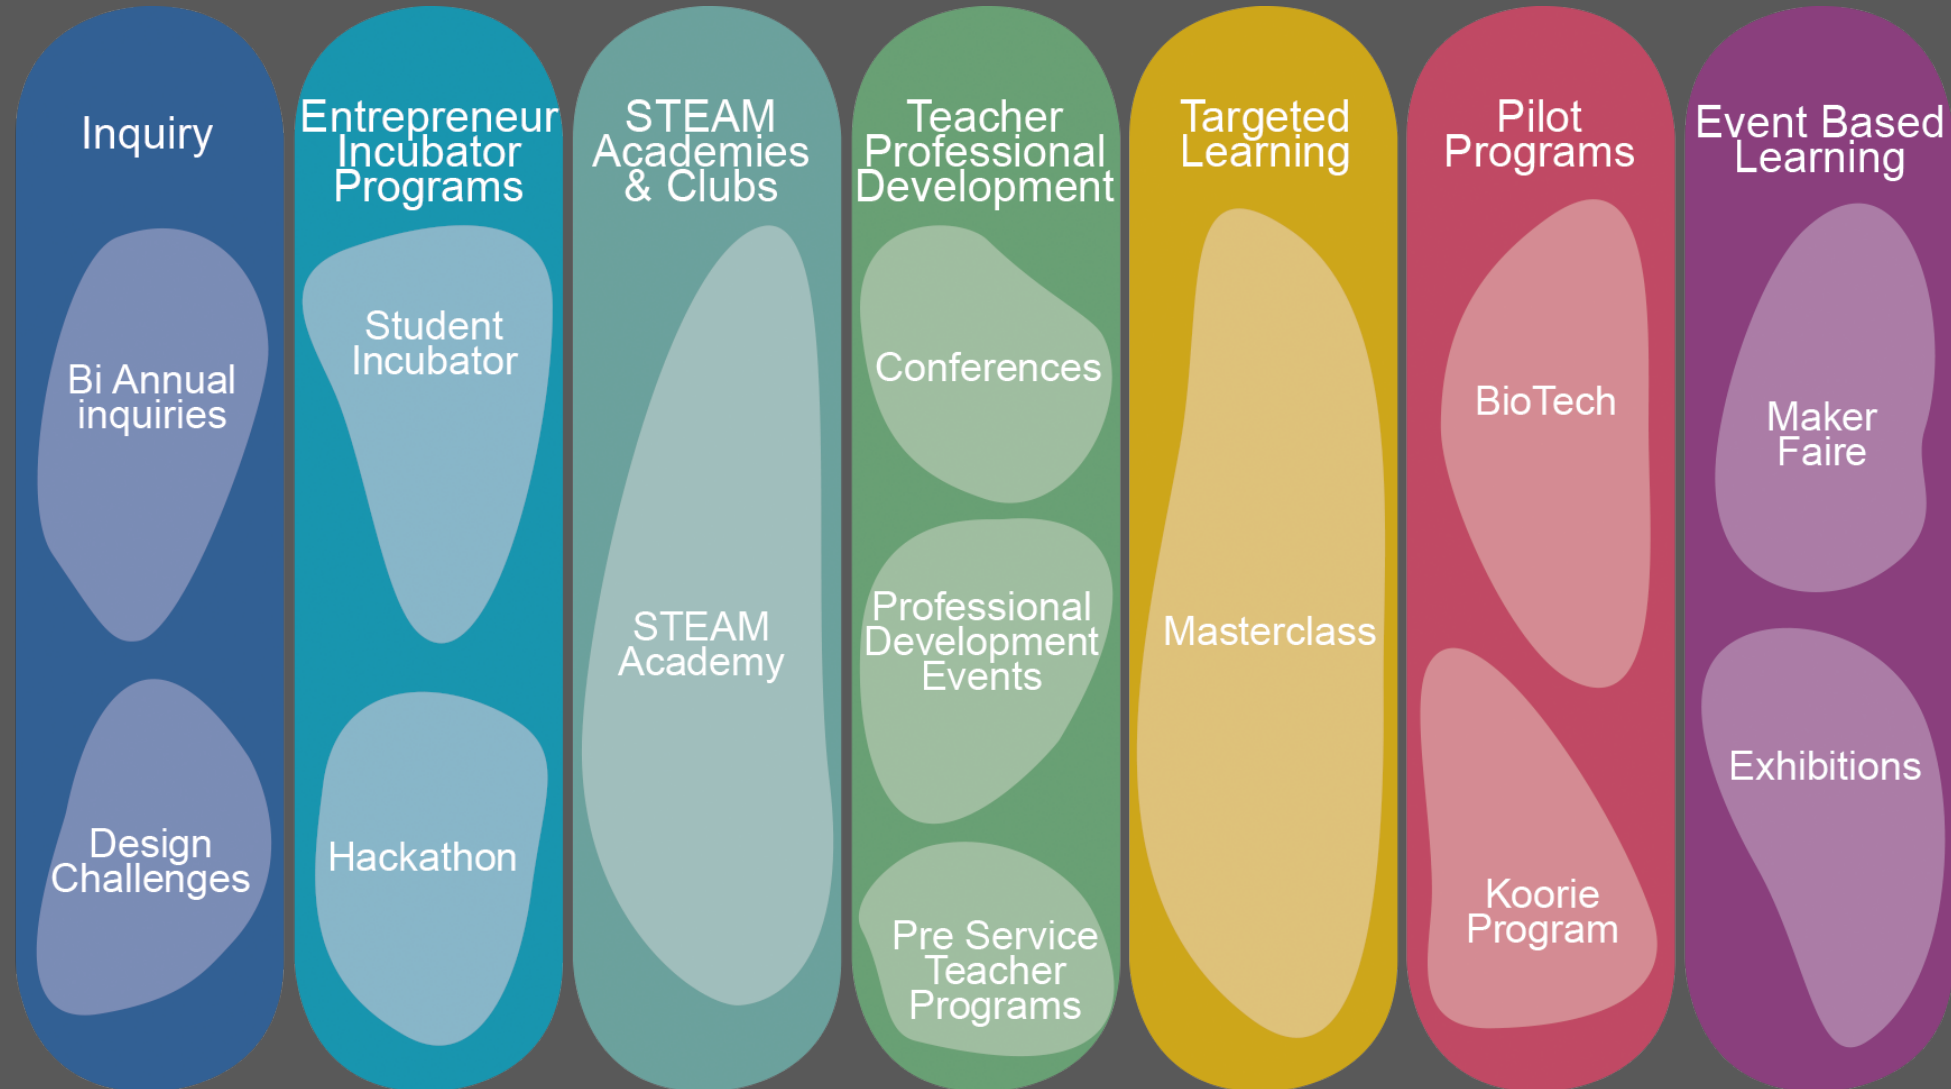 Inquiry
Bi Annual
inquiries
Design
Challenges
Entrepreneur
Incubator
Programs
Student
Incubator
Hackathon
STEAM
Academies
& Clubs
STEAM
Academy
Teacher
Professional
Development
Conferences
Professional
Development
Events
Pre Service
Teacher
Programs
Targeted
Learning
Masterclass
Pilot
Programs
BioTech
Koorie
Program
Event Based
Learning
Maker
Faire
Exhibitions